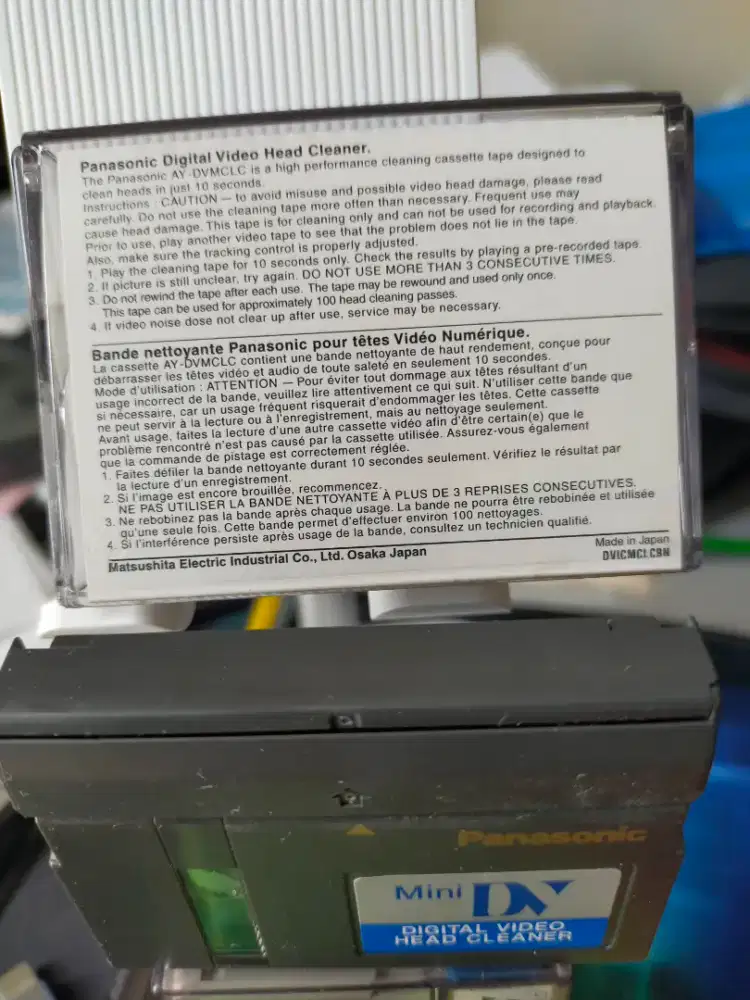 Panasonic Digital Video Head Cleaner.
The Panasonic AY-DVMCLC is a high performance cleaning cassette tape designed to
clean heads in just 10 seconds.
Instructions : CAUTION — to avoid misuse and possible video head damage, please read
carefully. Do not use the cleaning tape more often than necessary. Frequent use may
cause head damage. This tape is for cleaning only and can not be used for recording and playback.
Prior to use, play another video tape to see that the problem does not lie in the tape.
Also, make sure the tracking control is properly adjusted.
1. Play the cleaning tape for 10 seconds only. Check the results by playing a pre-recorded tape.
2. If picture is still unclear, try again. DO NOT USE MORE THAN 3 CONSECUTIVE TIMES.
3. Do not rewind the tape after each use. The tape may be rewound and used only once.
This tape can be used for approximately 100 head cleaning passes.
4. If video noise dose not clear up after use, service may be necessary.
Bande nettoyante Panasonic pour têtes Vidéo Numérique.
La cassette AY-DVMCLC contient une bande nettoyante de haut rendement, conçue pour
débarrasser les têtes vidéo et audio de toute saleté en seulement 10 secondes.
Mode d'utilisation : ATTENTION — Pour éviter tout dommage aux têtes résultant d'un
usage incorrect de la bande, veuillez lire attentivement ce qui suit. N'utiliser cette bande que
si nécessaire, car un usage fréquent risquerait d'endommager les têtes. Cette cassette
ne peut servir à la lecture ou à l'enregistrement, mais au nettoyage seulement.
Avant usage, faites la lecture d'une autre cassette vidéo afin d'être certain(e) que le
problème rencontré n'est pas causé par la cassette utilisée. Assurez-vous également
que la commande de pistage est correctement réglée.
1. Faites défiler la bande nettoyante durant 10 secondes seulement. Vérifiez le résultat par
la lecture d'un enregistrement.
2. Si l'image est encore brouillée, recommencez.
NE PAS UTILISER LA BANDE NETTOYANTE À PLUS DE 3 REPRISES CONSECUTIVES.
3. Ne rebobinez pas la bande après chaque usage. La bande ne pourra être rebobinée et utilisée
qu'une seule fois. Cette bande permet d'effectuer environ 100 nettoyages.
4. Si l'interférence persiste après usage de la bande, consultez un technicien qualifié.
Matsushita Electric Industrial Co., Ltd. Osaka Japan
Made in Japan
DVICMCLCBN
Panasonic
Mini DV
DIGITAL VIDEO
HEAD CLEANER